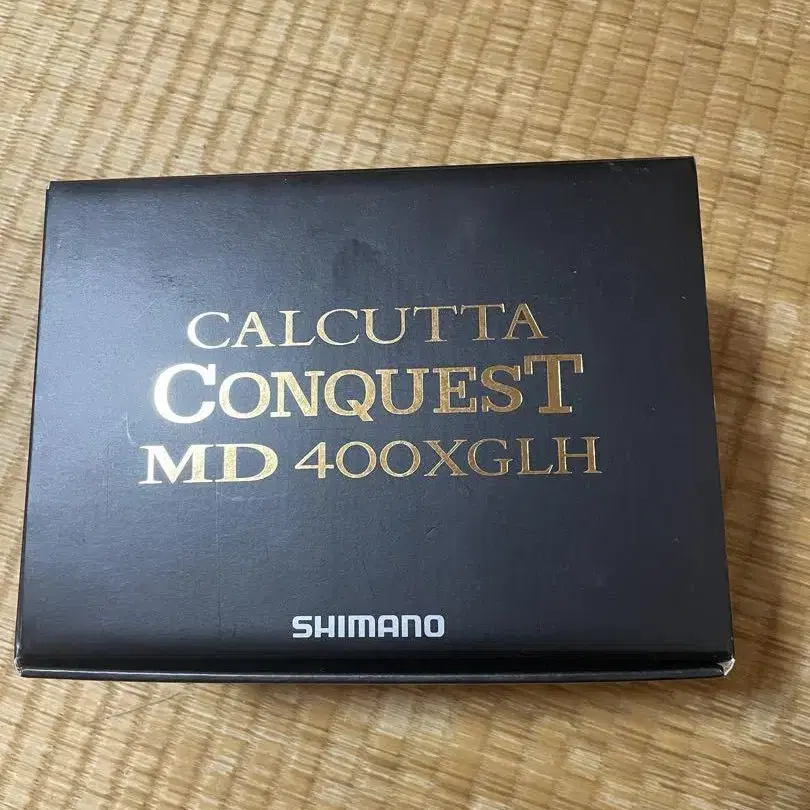 CALCUTTA
CONQUEST
MD 400XGLH
SHIMANO